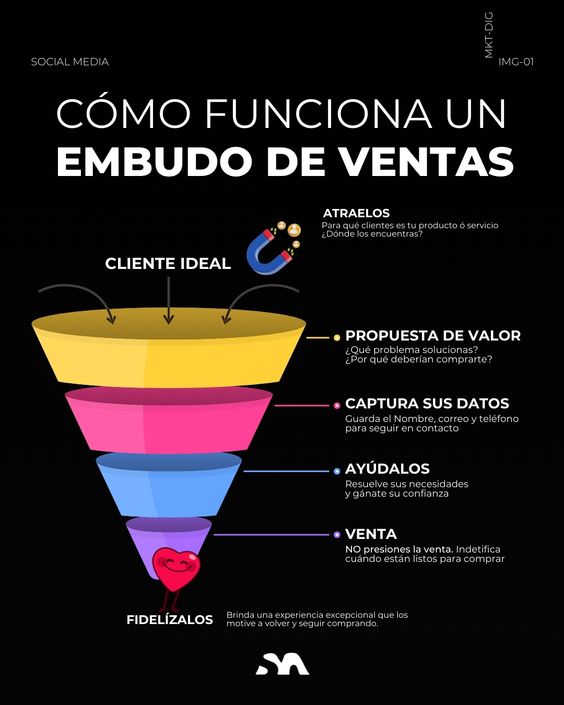 MKT-DIG
SOCIAL MEDIA
IMG-01
CÓMO FUNCIONA UN
EMBUDO DE VENTAS
ATRAELOS
Para qué clientes es tu producto ó servicio
¿Dónde los encuentras?
CLIENTE IDEAL
PROPUESTA DE VALOR
¿Qué problema solucionas?
¿Por qué deberían comprarte?
CAPTURA SUS DATOS
Guarda el Nombre, correo y teléfono
para seguir en contacto
AYÚDALOS
Resuelve sus necesidades
y gánate su confianza
VENTA
NO presiones la venta. Indetifica
cuándo están listos para comprar
FIDELÍZALOS
Brinda una experiencia excepcional que los
motive a volver y seguir comprando.